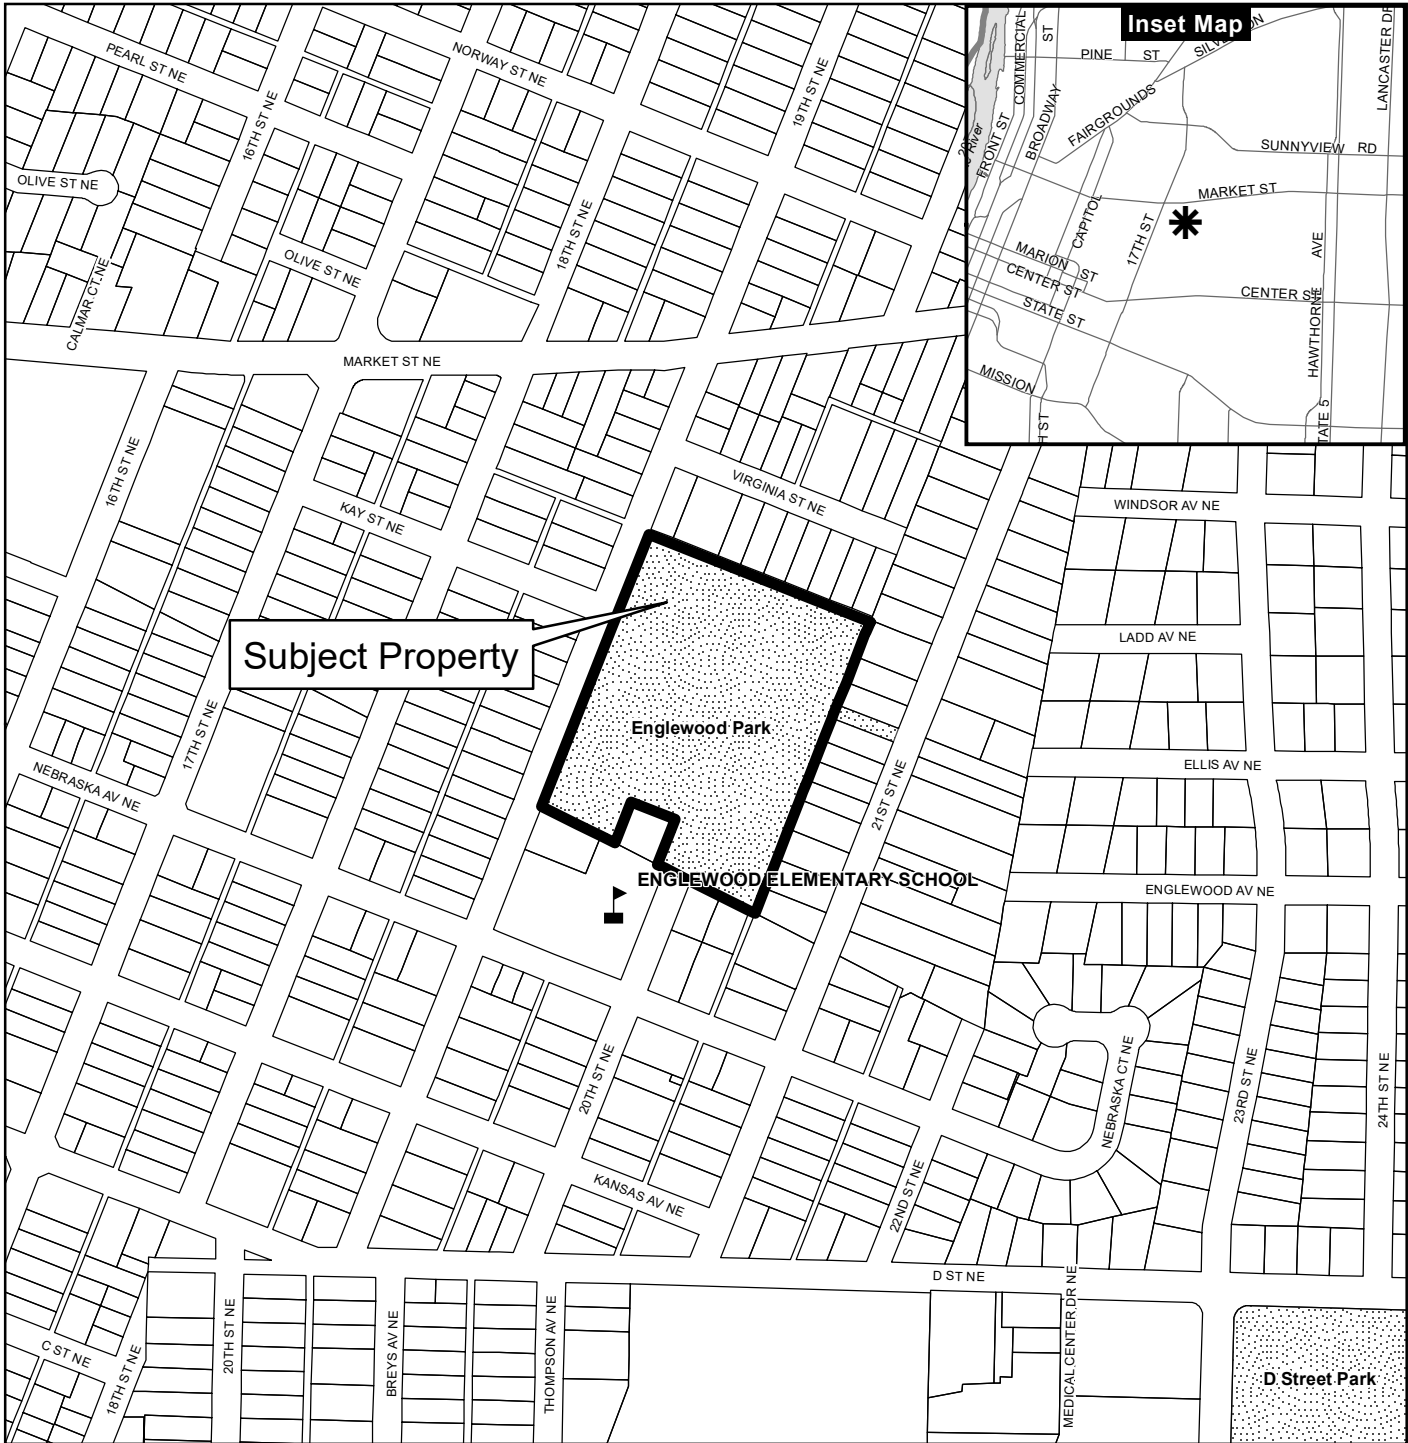 Inset Map
PEARL ST NE
NORWAY ST NE
16TH ST NE
19TH ST NE
OLIVE ST NE
OLIVE ST NE
18TH ST NE
CALMAR CT NE
MARKET ST NE
COMMERCIAL
ST
PINE ST
LANCASTER DR
FRONT ST
BROADWAY
FAIRGROUNDS
River
SUNNYVIEW RD
MARKET ST
CAPITOL
17TH ST
MARION ST
CENTER ST
STATE ST
AVE
CENTER ST
HAWTHORNE
MISSION
H ST
TATE 5
16TH ST NE
KAY ST NE
VIRGINIA ST NE
WINDSOR AV NE
LADD AV NE
Subject Property
17TH ST NE
Englewood Park
NEBRASKA AV NE
21ST ST NE
ELLIS AV NE
ENGLEWOOD ELEMENTARY SCHOOL
ENGLEWOOD AV NE
20TH ST NE
NEBRASKA CT NE
23RD ST NE
24TH ST NE
KANSAS AV NE
22ND ST NE
D ST NE
MEDICAL CENTER DR NE
20TH ST NE
BREYS AV NE
THOMPSON AV NE
C ST NE
18TH ST NE
D Street Park